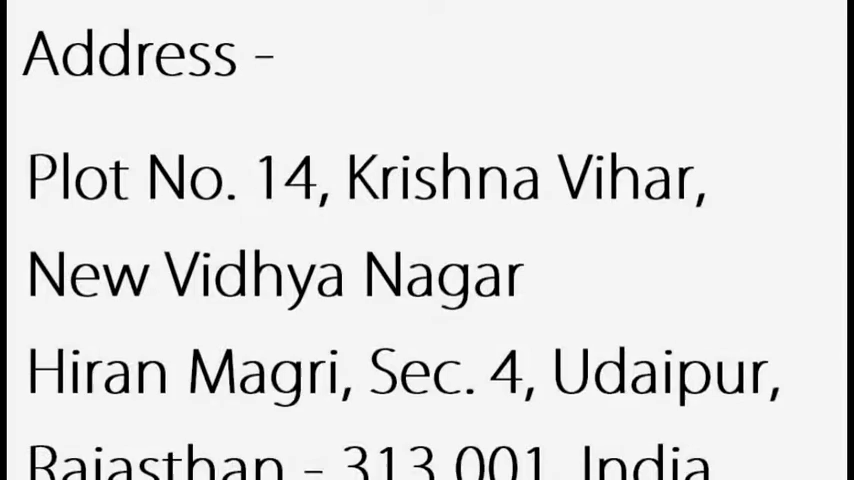 Address -
Plot No. 14, Krishna Vihar,
New Vidhya Nagar
Hiran Magri, Sec. 4, Udaipur,
Rajasthan - 313 001, India